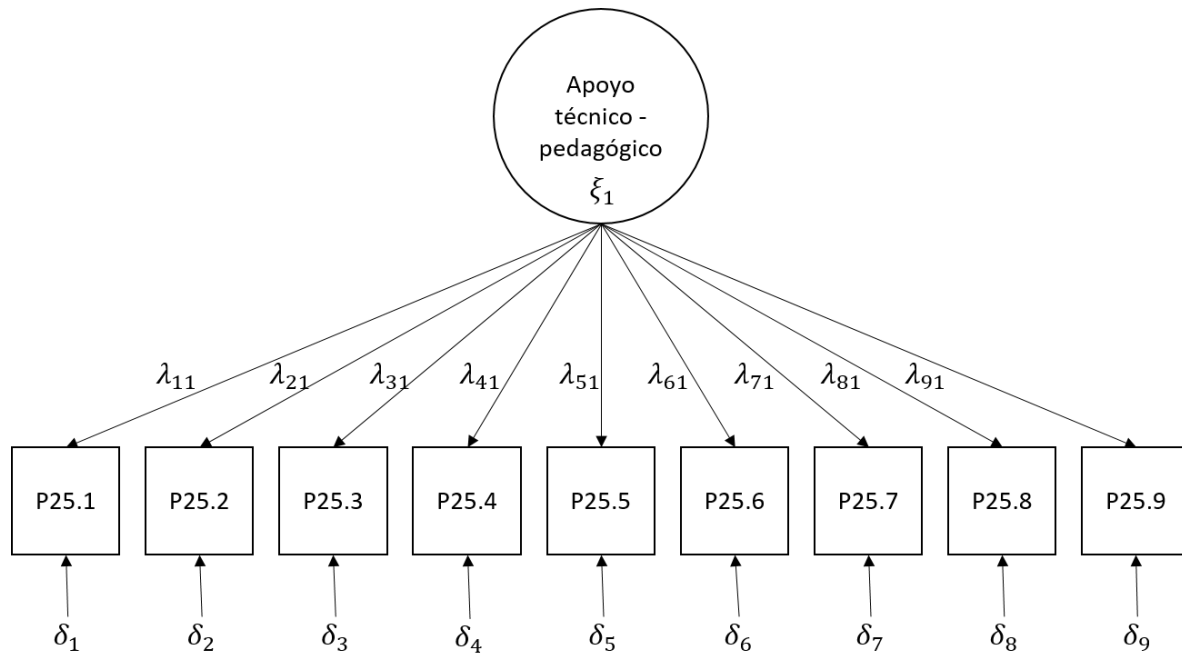 Apoyo
técnico -
pedagógico
ξ₁
λ₁₁ λ₂₁ λ₃₁ λ₄₁ λ₅₁ λ₆₁ λ₇₁ λ₈₁ λ₉₁
P25.1 P25.2 P25.3 P25.4 P25.5 P25.6 P25.7 P25.8 P25.9
δ₁ δ₂ δ₃ δ₄ δ₅ δ₆ δ₇ δ₈ δ₉